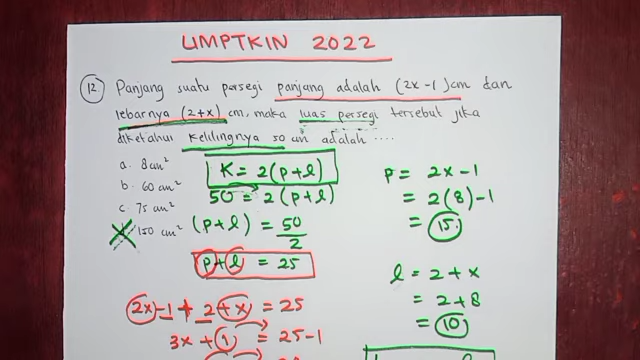 UMPTKIN 2022
12. Panjang suatu persegi panjang adalah (2x-1) cm dan
lebarnya (2+x) cm, maka luas persegi tersebut jika
diketahui kelilingnya 50 cm adalah ....
a. 8 cm²
b. 60 cm²
c. 75 cm²
150 cm²
K = 2(p+l)
50 = 2(p+l)
(p+l) = 50/2
p+l = 25
2x-1 + 2+x = 25
3x + 1 = 25-1
p = 2x-1
= 2(8)-1
= 15
l = 2+x
= 2+8
= 10